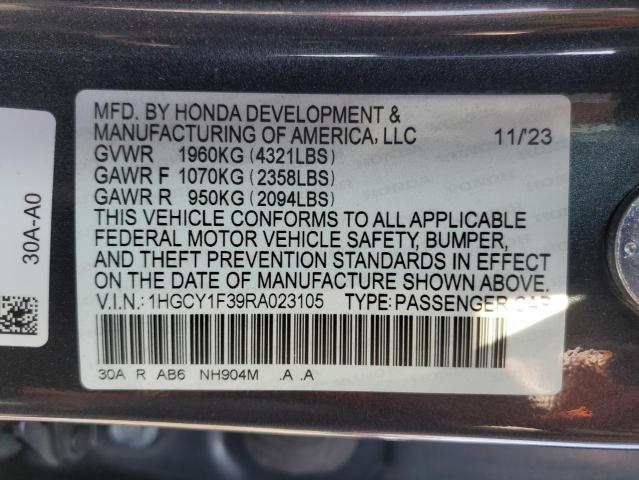 MFD. BY HONDA DEVELOPMENT &
MANUFACTURING OF AMERICA, LLC 11/'23
GVWR 1960KG (4321LBS)
GAWR F 1070KG (2358LBS)
GAWR R 950KG (2094LBS)
THIS VEHICLE CONFORMS TO ALL APPLICABLE
FEDERAL MOTOR VEHICLE SAFETY, BUMPER,
AND THEFT PREVENTION STANDARDS IN EFFECT
ON THE DATE OF MANUFACTURE SHOWN ABOVE.
V.I.N.: 1HGCY1F39RA023105 TYPE: PASSENGER CAR
30A R AB6 NH904M .A .A
30A-A0